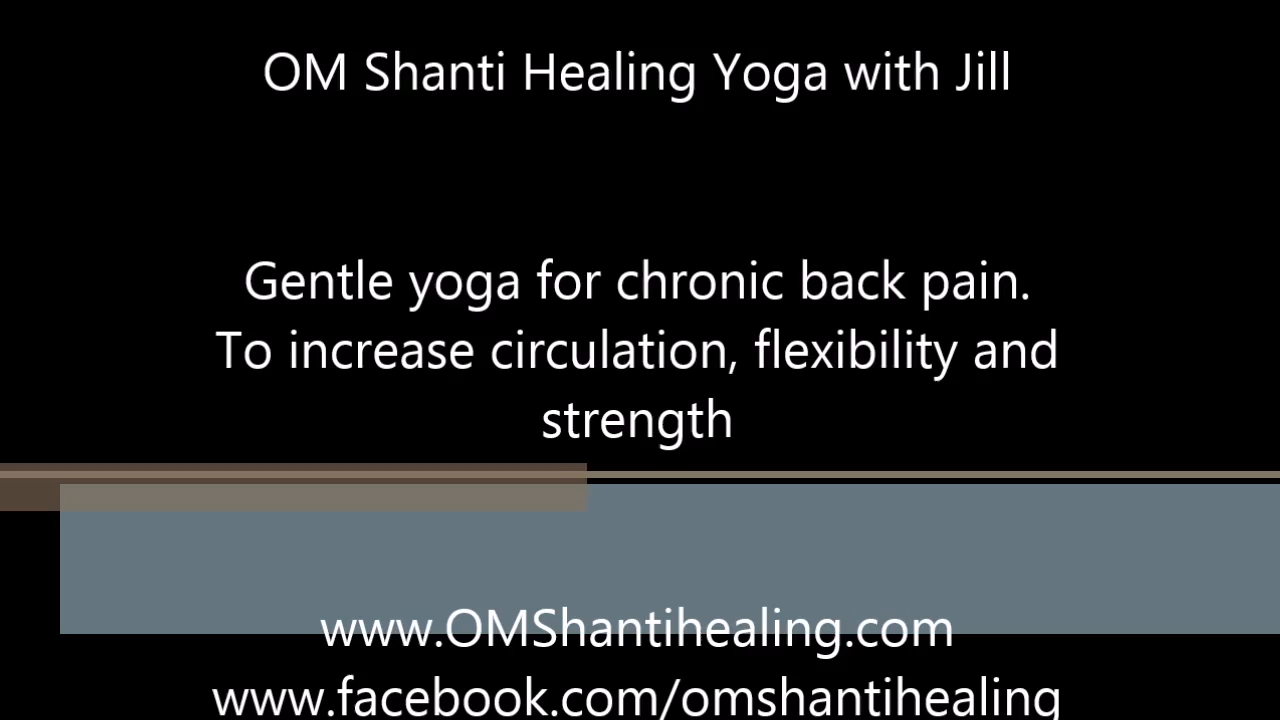 OM Shanti Healing Yoga with Jill
Gentle yoga for chronic back pain.
To increase circulation, flexibility and
strength
www.OMShantihealing.com
www.facebook.com/omshantihealing